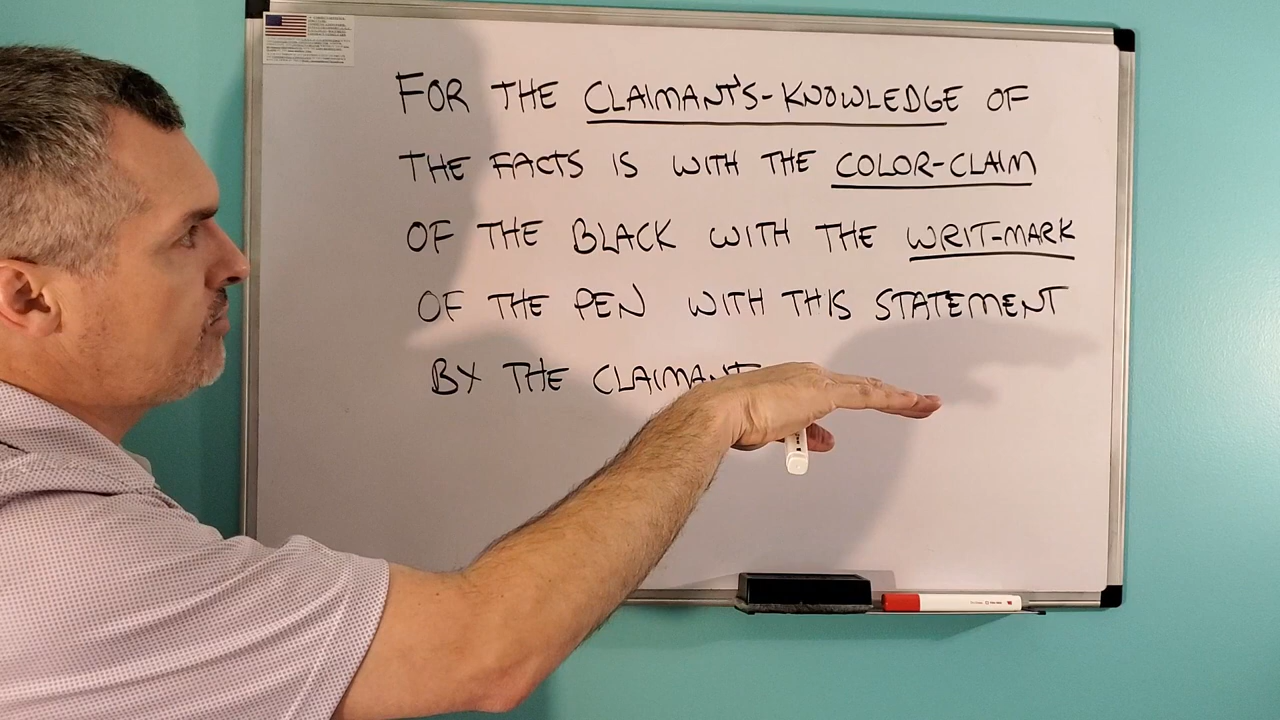 FOR THE CLAIMANT'S-KNOWLEDGE OF
THE FACTS IS WITH THE COLOR-CLAIM
OF THE BLACK WITH THE WRIT-MARK
OF THE PEN WITH THIS STATEMENT
BY THE CLAIMANT